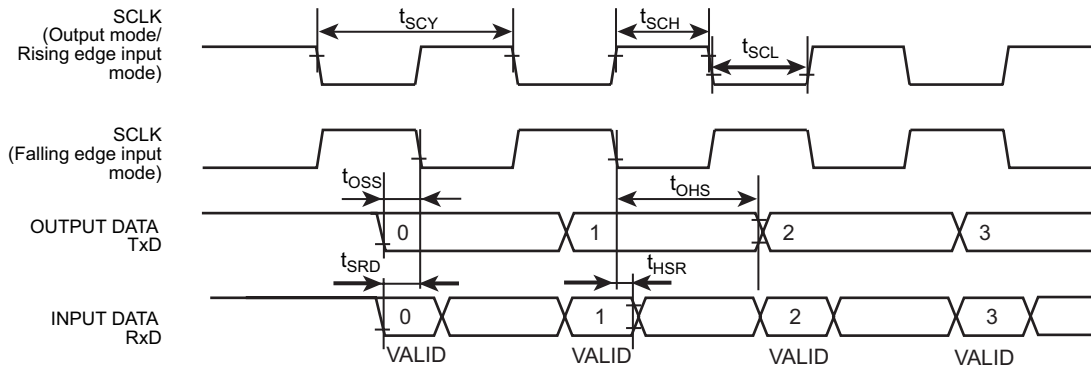 SCLK
(Output mode/
Rising edge input
mode)
tSCY
tSCH
tSCL
SCLK
(Falling edge input
mode)
tOSS
tOHS
OUTPUT DATA
TxD
0
1
2
3
tSRD
tHSR
INPUT DATA
RxD
0
1
2
3
VALID
VALID
VALID
VALID